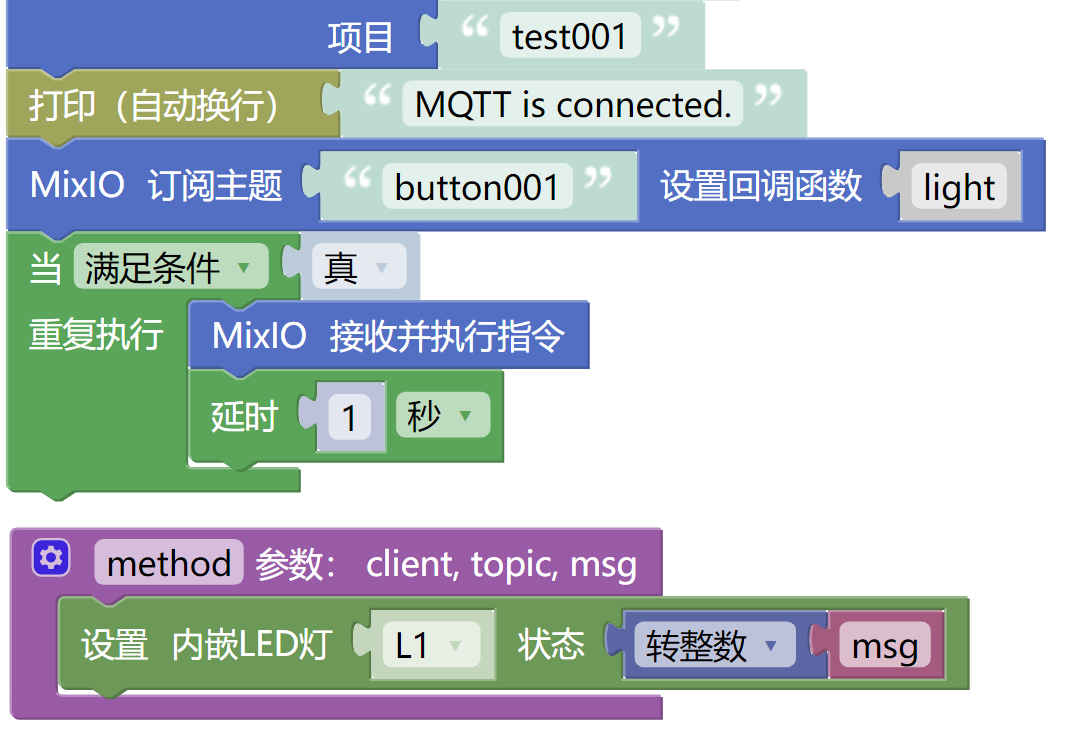 项目 “ test001 ”
打印（自动换行） “ MQTT is connected. ”
MixIO 订阅主题 “ button001 ” 设置回调函数 light
当 满足条件 真
重复执行 MixIO 接收并执行指令
延时 1 秒
method 参数： client, topic, msg
设置 内嵌LED灯 L1 状态 转整数 msg